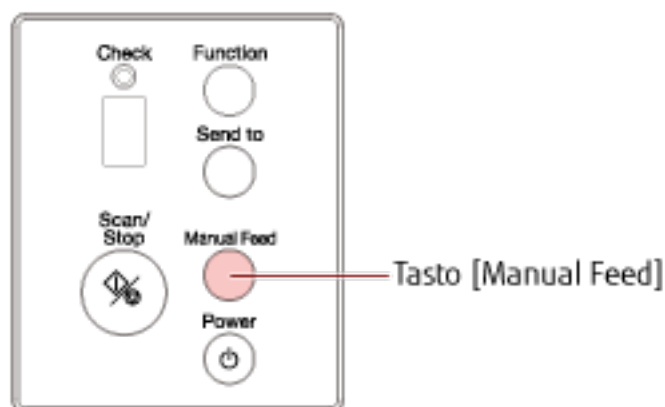 Check
Function
Send to
Scan/
Stop
Manual Feed
Tasto [Manual Feed]
Power